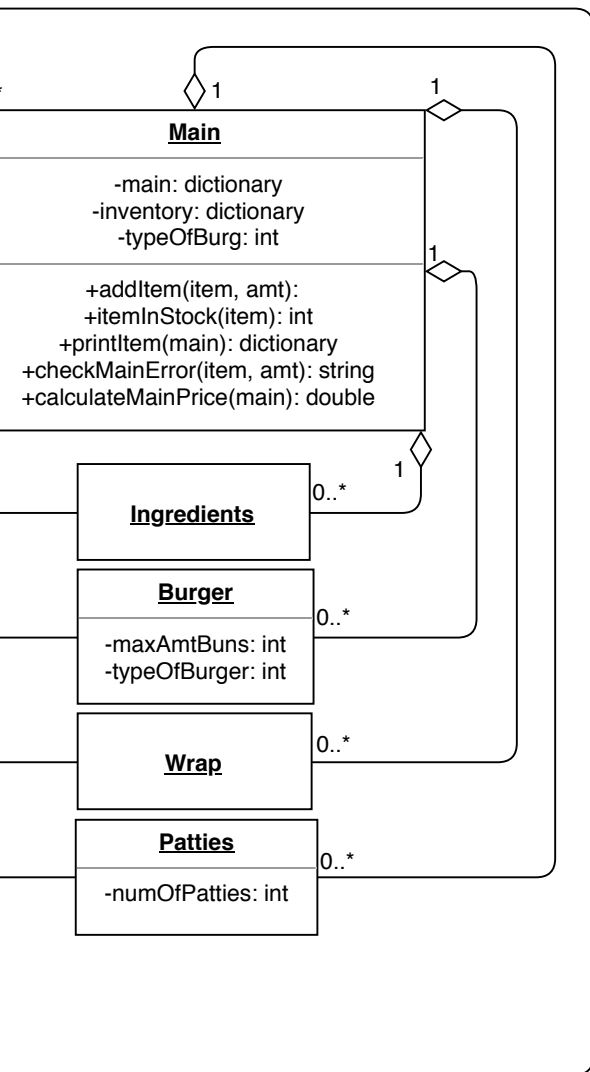 1
1
Main
-main: dictionary
-inventory: dictionary
-typeOfBurg: int
1
+addItem(item, amt):
+itemInStock(item): int
+printItem(main): dictionary
+checkMainError(item, amt): string
+calculateMainPrice(main): double
1
0..*
Ingredients
Burger
0..*
-maxAmtBuns: int
-typeOfBurger: int
0..*
Wrap
Patties
0..*
-numOfPatties: int